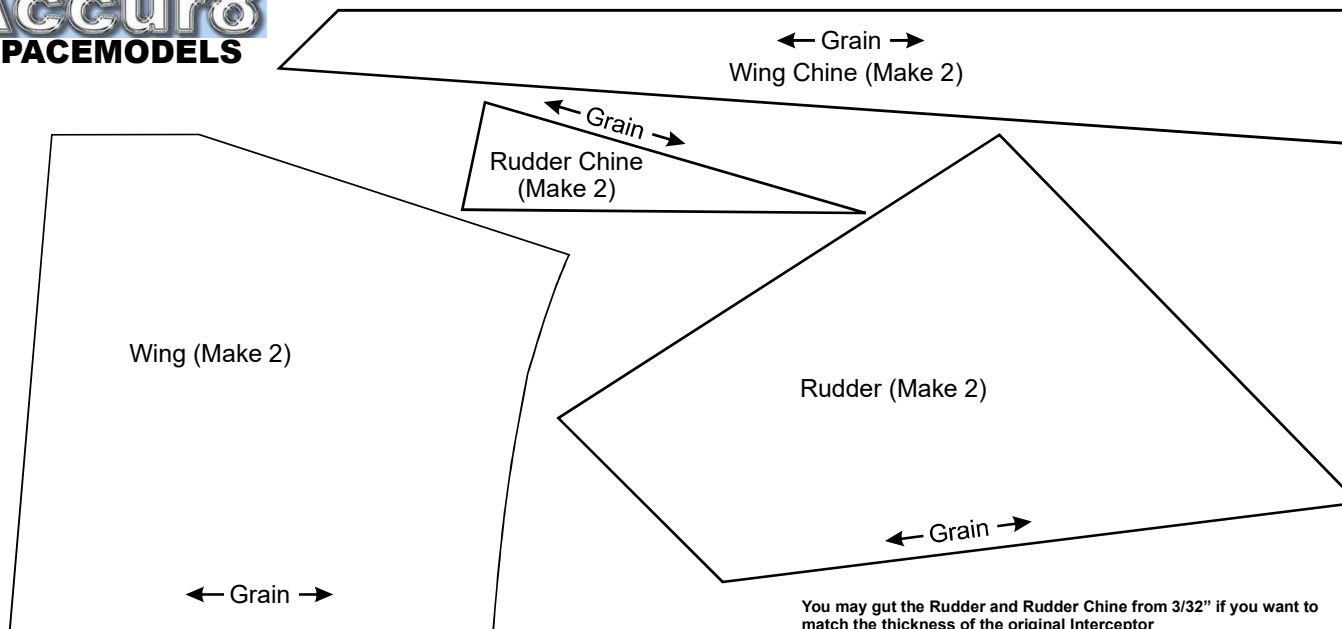 Accur8
PACEMODELS
Grain
Wing Chine (Make 2)
Grain
Rudder Chine
(Make 2)
Wing (Make 2)
Rudder (Make 2)
Grain
Grain
You may gut the Rudder and Rudder Chine from 3/32” if you want to
match the thickness of the original Interceptor